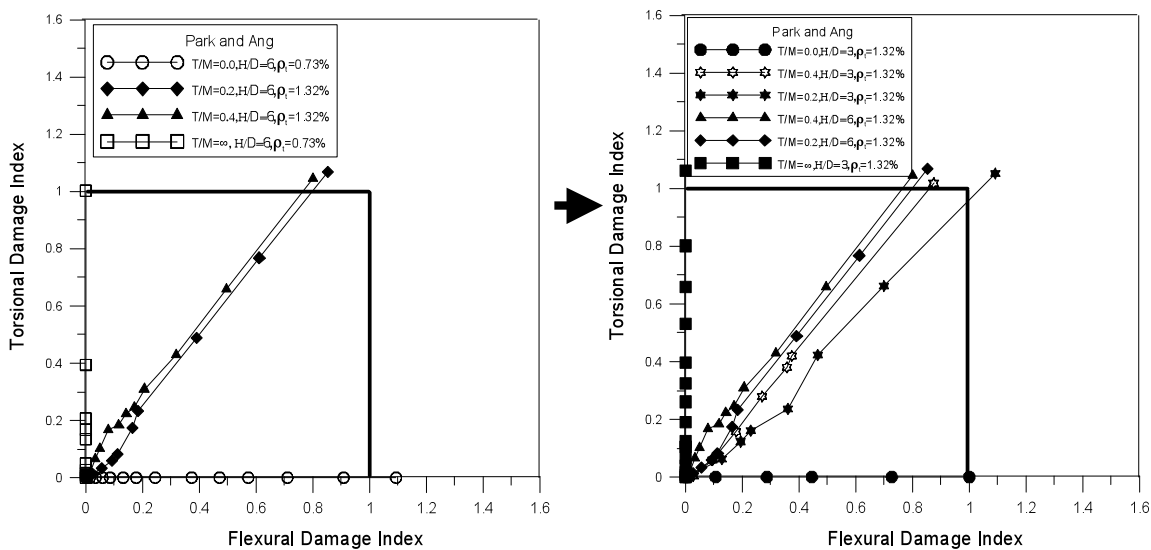 1.6
1.4
1.2
1
0.8
0.6
0.4
0.2
0
Torsional Damage Index
Park and Ang
T/M=0.0,H/D=6,ρt=0.73%
T/M=0.2,H/D=6,ρt=1.32%
T/M=0.4,H/D=6,ρt=1.32%
T/M=∞, H/D=6,ρt=0.73%
0 0.2 0.4 0.6 0.8 1 1.2 1.4 1.6
Flexural Damage Index
1.6
1.4
1.2
1
0.8
0.6
0.4
0.2
0
Torsional Damage Index
Park and Ang
T/M=0.0,H/D=3,ρt=1.32%
T/M=0.4,H/D=3,ρt=1.32%
T/M=0.2,H/D=3,ρt=1.32%
T/M=0.4,H/D=6,ρt=1.32%
T/M=0.2,H/D=6,ρt=1.32%
T/M=∞,H/D=3,ρt=1.32%
0 0.2 0.4 0.6 0.8 1 1.2 1.4 1.6
Flexural Damage Index